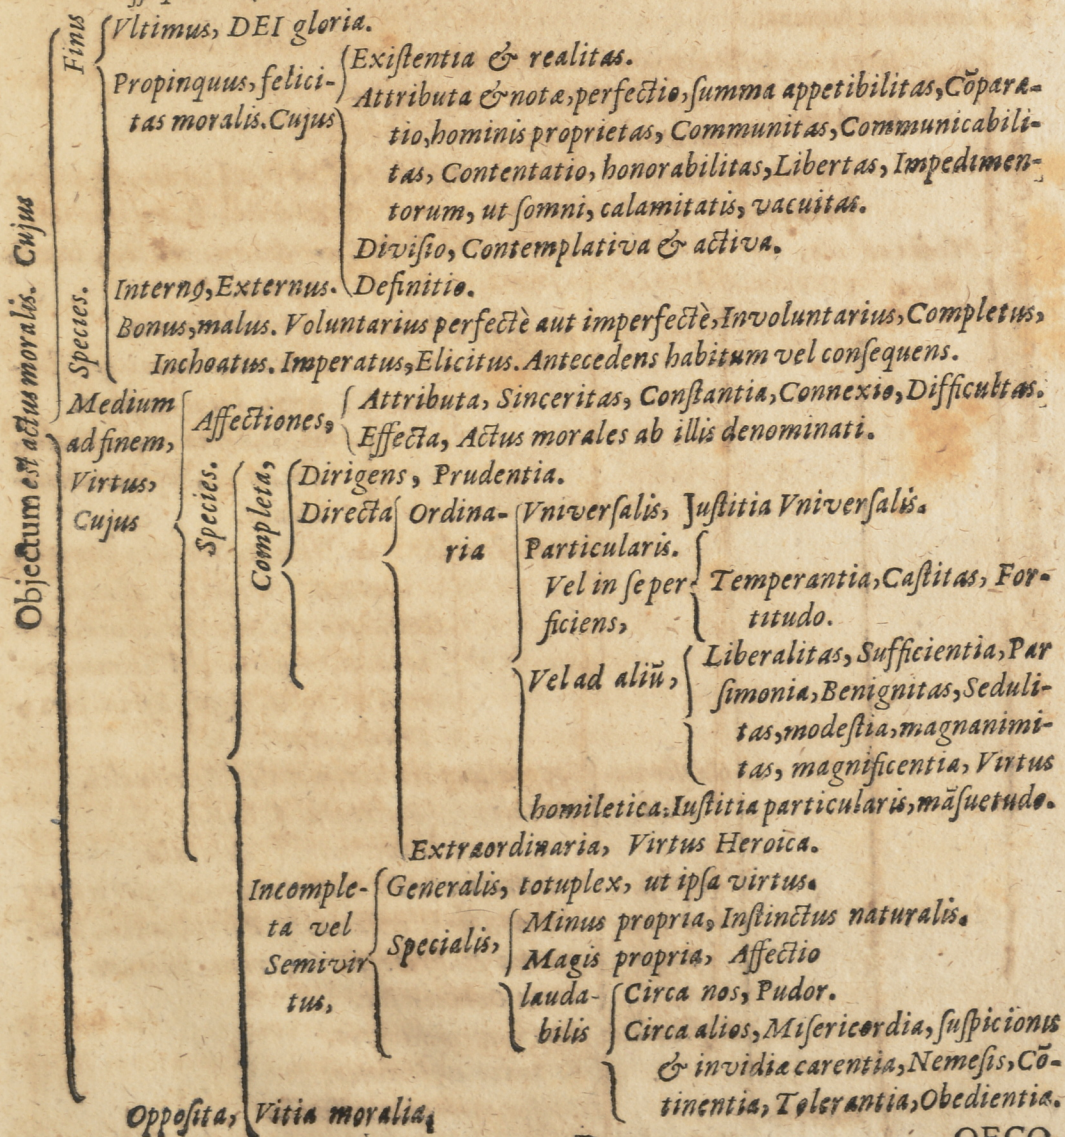 Finis
Vltimus, DEI gloria.
Propinquus, felici-
tas moralis. Cujus
Exiſtentia & realitas.
Attributa & notæ, perfectio, ſumma appetibilitas, Cōpara-
tio, hominis proprietas, Communitas, Communicabili-
tas, Contentatio, honorabilitas, Libertas, Impedimen-
torum, ut ſomni, calamitatis, vacuitas.
Diviſio, Contemplativa & activa.
Definitio.
Objectum est actus moralis. Cujus
Species.
Internꝰ, Externus.
Bonus, malus. Voluntarius perfectè aut imperfectè, Involuntarius, Completus,
Inchoatus. Imperatus, Elicitus. Antecedens habitum vel conſequens.
Medium
ad finem,
Virtus,
Cujus
Affectiones,
Attributa, Sinceritas, Conſtantia, Connexio, Difficultas.
Effecta, Actus morales ab illis denominati.
Species.
Completa,
Dirigens, Prudentia.
Directa
Ordina-
ria
Vniverſalis, Juſtitia Vniverſalis.
Particularis.
Vel in ſe per-
ficiens,
Temperantia, Caſtitas, For-
titudo.
Vel ad aliū,
Liberalitas, Sufficientia, Par
ſimonia, Benignitas, Seduli-
tas, modeſtia, magnanimi-
tas, magnificentia, Virtus
homiletica. Iuſtitia particularis, māſuetudo.
Extraordinaria, Virtus Heroica.
Incomple-
ta vel
Semivir
tus,
Generalis, totuplex, ut ipſa virtus.
Specialis,
Minus propria, Inſtinctus naturalis.
Magis propria, Affectio
lauda-
bilis
Circa nos, Pudor.
Circa alios, Miſericordia, ſuſpicionis
& invidiæ carentia, Nemeſis, Cō-
tinentia, Tolerantia, Obedientia.
Oppoſita, Vitia moralia,
OECO